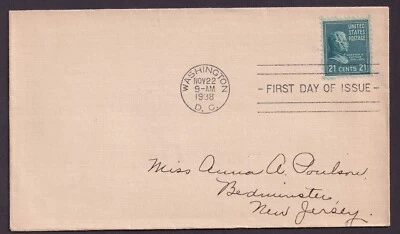 UNITED
STATES
POSTAGE
21 CENTS 21
WASHINGTON
NOV 22
9-AM
1938
D. C.
- FIRST DAY OF ISSUE -
Miss Anna A. Poulson,
Bedminster
New Jersey.